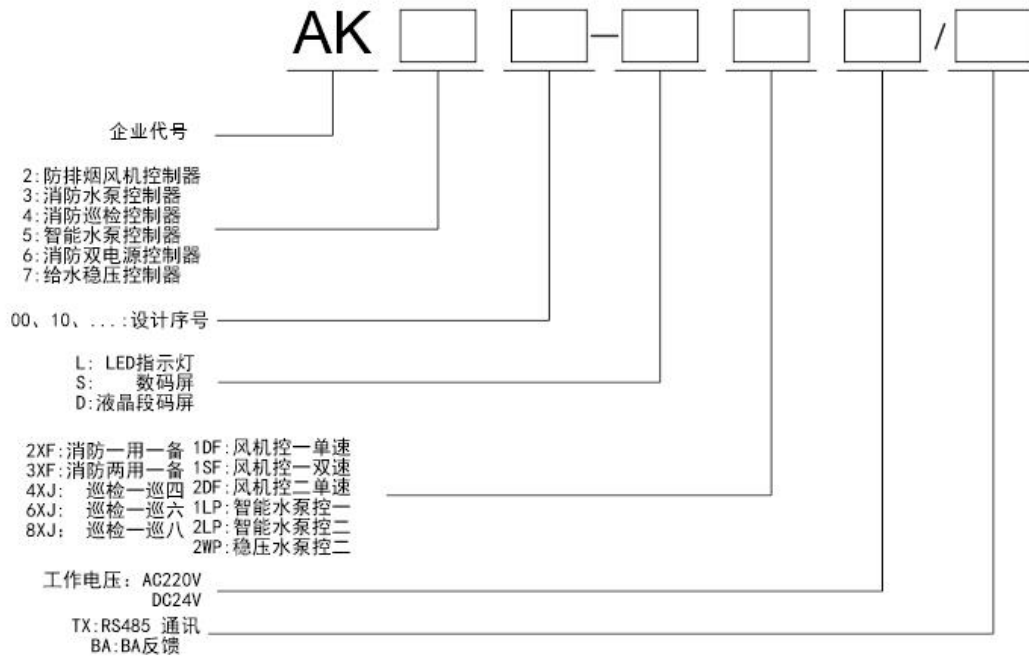 AK — /
企业代号
2:防排烟风机控制器
3:消防水泵控制器
4:消防巡检控制器
5:智能水泵控制器
6:消防双电源控制器
7:给水稳压控制器
00、10、...:设计序号
L: LED指示灯
S: 数码屏
D:液晶段码屏
2XF:消防一用一备
3XF:消防两用一备
4XJ: 巡检一巡四
6XJ: 巡检一巡六
8XJ: 巡检一巡八
1DF:风机控一单速
1SF:风机控一双速
2DF:风机控二单速
1LP:智能水泵控一
2LP:智能水泵控二
2WP:稳压水泵控二
工作电压: AC220V
DC24V
TX:RS485 通讯
BA:BA反馈